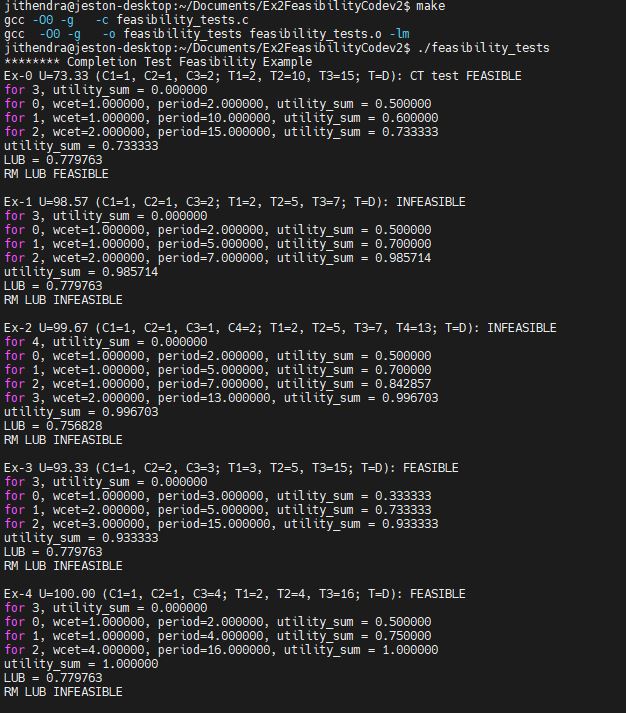 jithendra@jeston-desktop:~/Documents/Ex2FeasibilityCodev2$ make
gcc -O0 -g   -c feasibility_tests.c
gcc  -O0 -g   -o feasibility_tests feasibility_tests.o -lm
jithendra@jeston-desktop:~/Documents/Ex2FeasibilityCodev2$ ./feasibility_tests
******** Completion Test Feasibility Example
Ex-0 U=73.33 (C1=1, C2=1, C3=2; T1=2, T2=10, T3=15; T=D): CT test FEASIBLE
for 3, utility_sum = 0.000000
for 0, wcet=1.000000, period=2.000000, utility_sum = 0.500000
for 1, wcet=1.000000, period=10.000000, utility_sum = 0.600000
for 2, wcet=2.000000, period=15.000000, utility_sum = 0.733333
utility_sum = 0.733333
LUB = 0.779763
RM LUB FEASIBLE

Ex-1 U=98.57 (C1=1, C2=1, C3=2; T1=2, T2=5, T3=7; T=D): INFEASIBLE
for 3, utility_sum = 0.000000
for 0, wcet=1.000000, period=2.000000, utility_sum = 0.500000
for 1, wcet=1.000000, period=5.000000, utility_sum = 0.700000
for 2, wcet=2.000000, period=7.000000, utility_sum = 0.985714
utility_sum = 0.985714
LUB = 0.779763
RM LUB INFEASIBLE

Ex-2 U=99.67 (C1=1, C2=1, C3=1, C4=2; T1=2, T2=5, T3=7, T4=13; T=D): INFEASIBLE
for 4, utility_sum = 0.000000
for 0, wcet=1.000000, period=2.000000, utility_sum = 0.500000
for 1, wcet=1.000000, period=5.000000, utility_sum = 0.700000
for 2, wcet=1.000000, period=7.000000, utility_sum = 0.842857
for 3, wcet=2.000000, period=13.000000, utility_sum = 0.996703
utility_sum = 0.996703
LUB = 0.756828
RM LUB INFEASIBLE

Ex-3 U=93.33 (C1=1, C2=2, C3=3; T1=3, T2=5, T3=15; T=D): FEASIBLE
for 3, utility_sum = 0.000000
for 0, wcet=1.000000, period=3.000000, utility_sum = 0.333333
for 1, wcet=2.000000, period=5.000000, utility_sum = 0.733333
for 2, wcet=3.000000, period=15.000000, utility_sum = 0.933333
utility_sum = 0.933333
LUB = 0.779763
RM LUB INFEASIBLE

Ex-4 U=100.00 (C1=1, C2=1, C3=4; T1=2, T2=4, T3=16; T=D): FEASIBLE
for 3, utility_sum = 0.000000
for 0, wcet=1.000000, period=2.000000, utility_sum = 0.500000
for 1, wcet=1.000000, period=4.000000, utility_sum = 0.750000
for 2, wcet=4.000000, period=16.000000, utility_sum = 1.000000
utility_sum = 1.000000
LUB = 0.779763
RM LUB INFEASIBLE